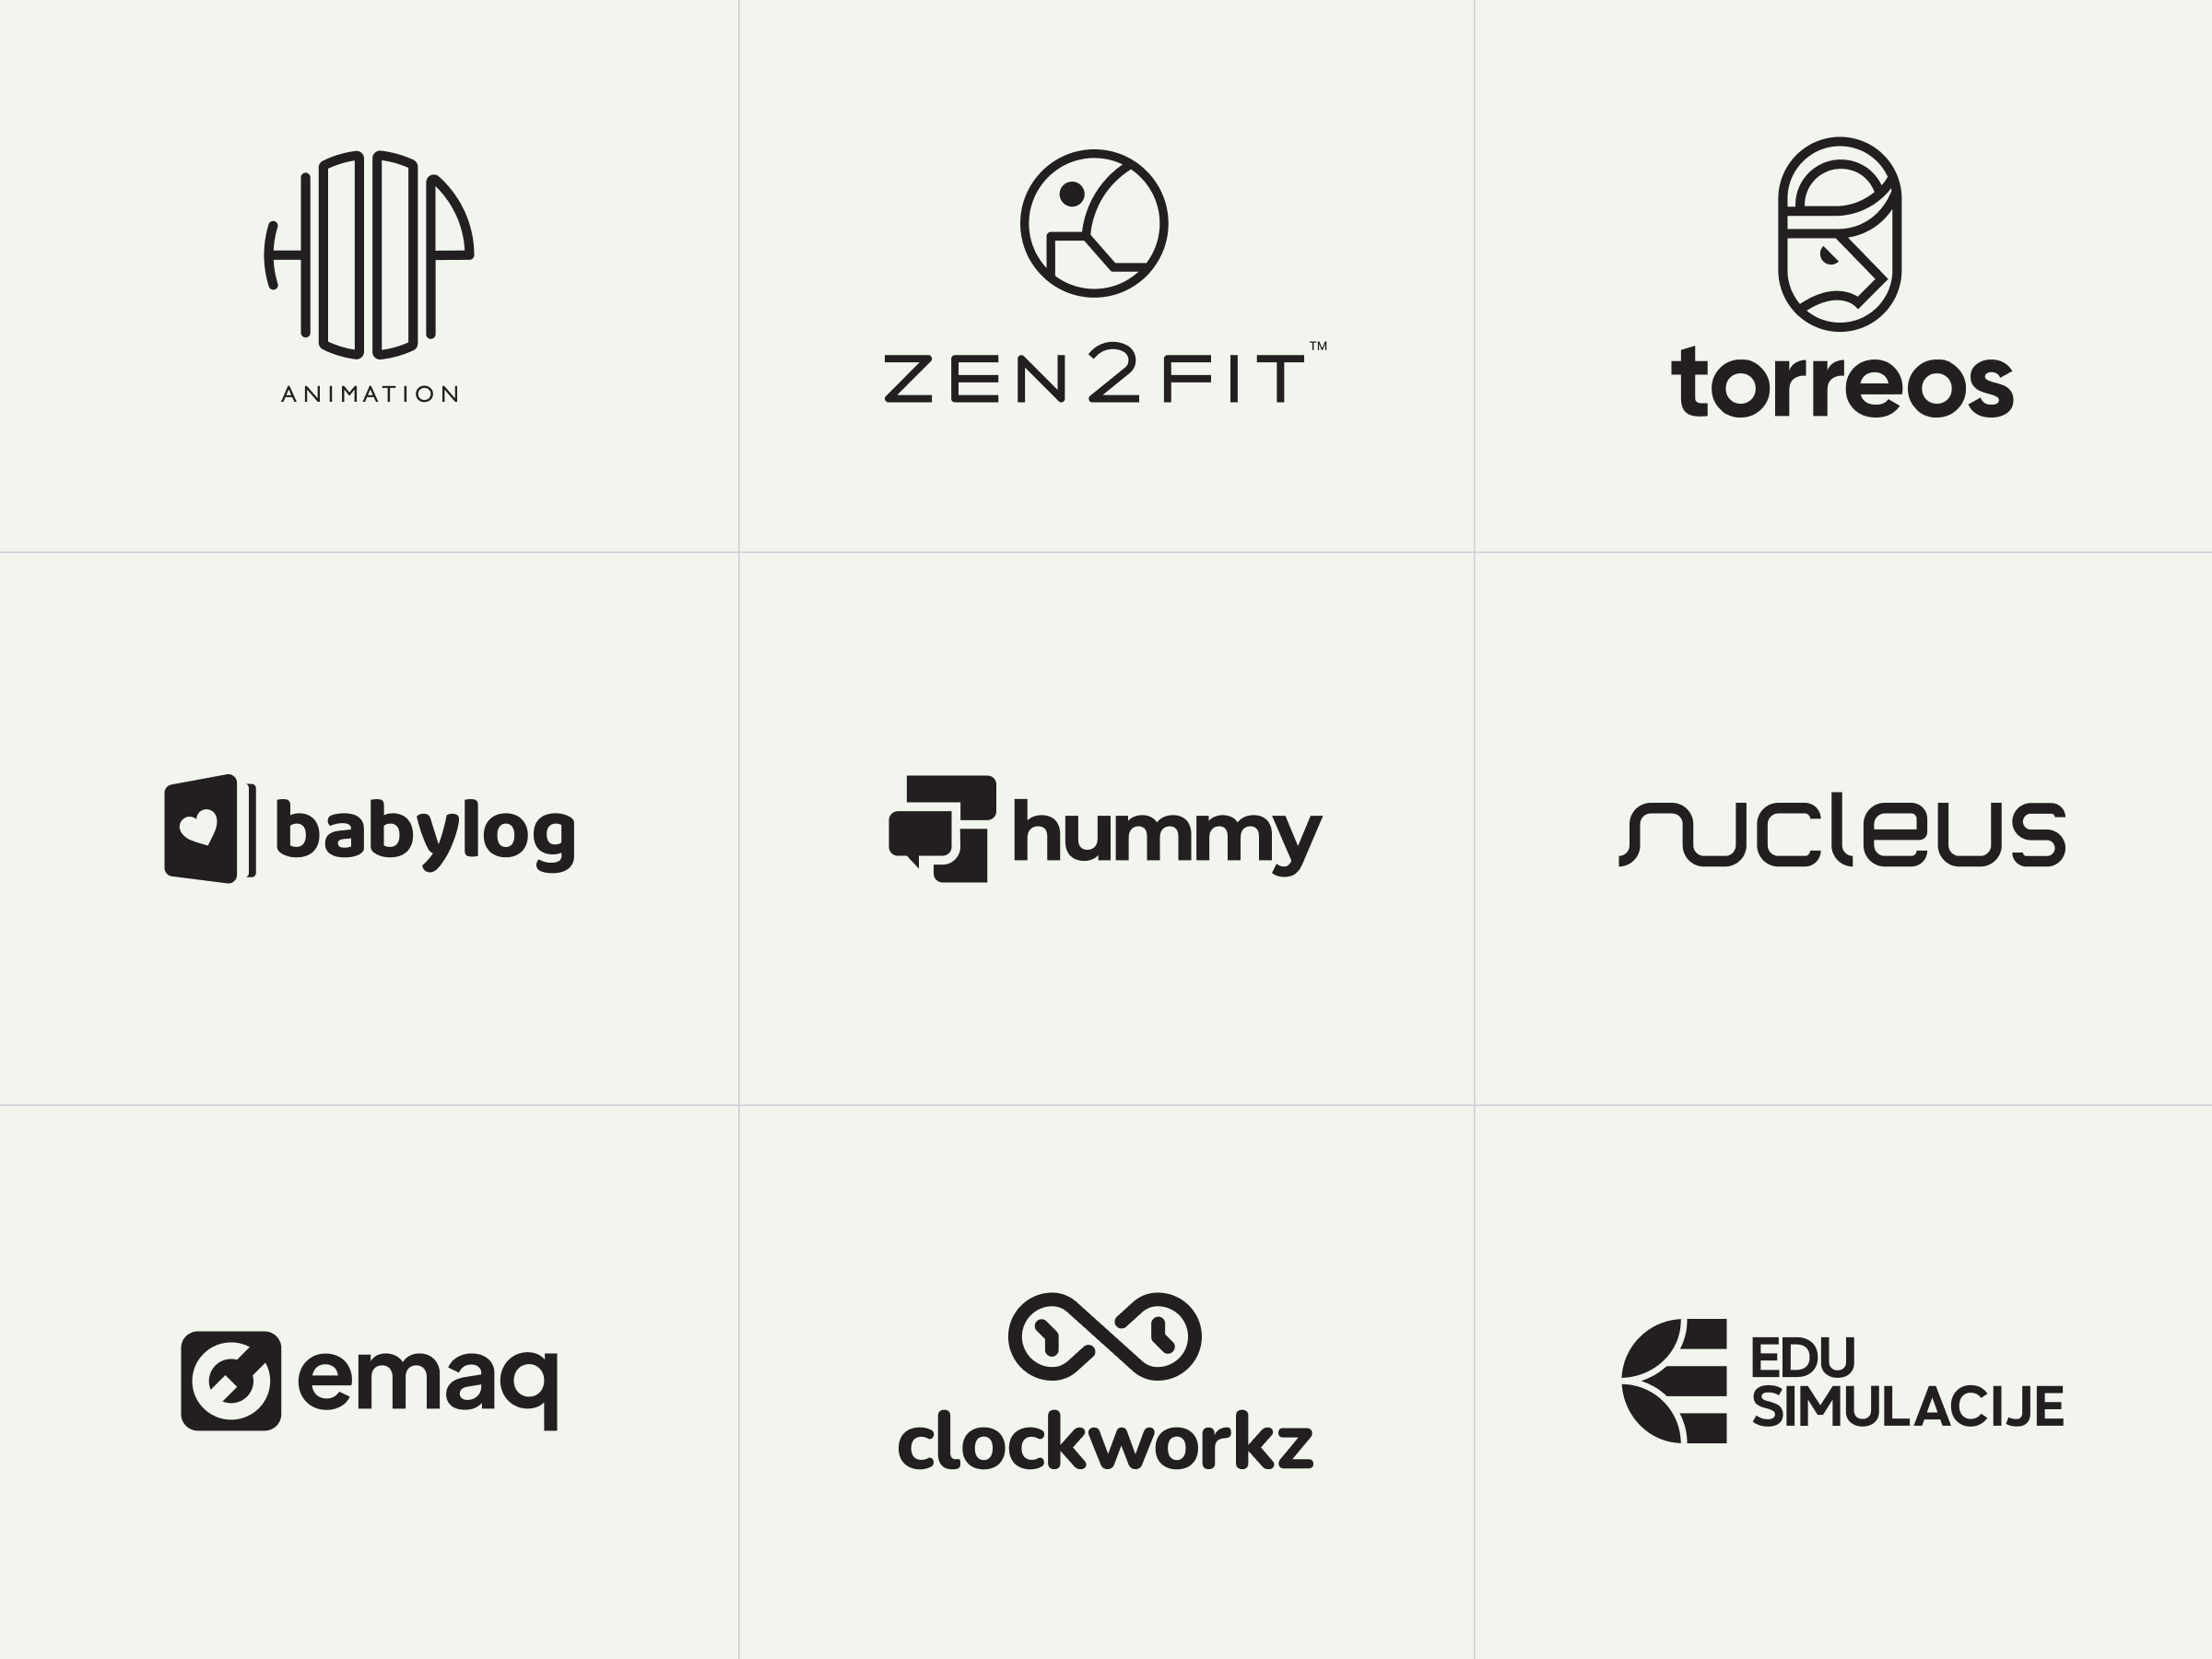 HOOP
ANIMATION
ZEN2FIT™
torreos
babylog
hummy
nucleus
emaq
clockworkz
EDU
SIMULACIJE